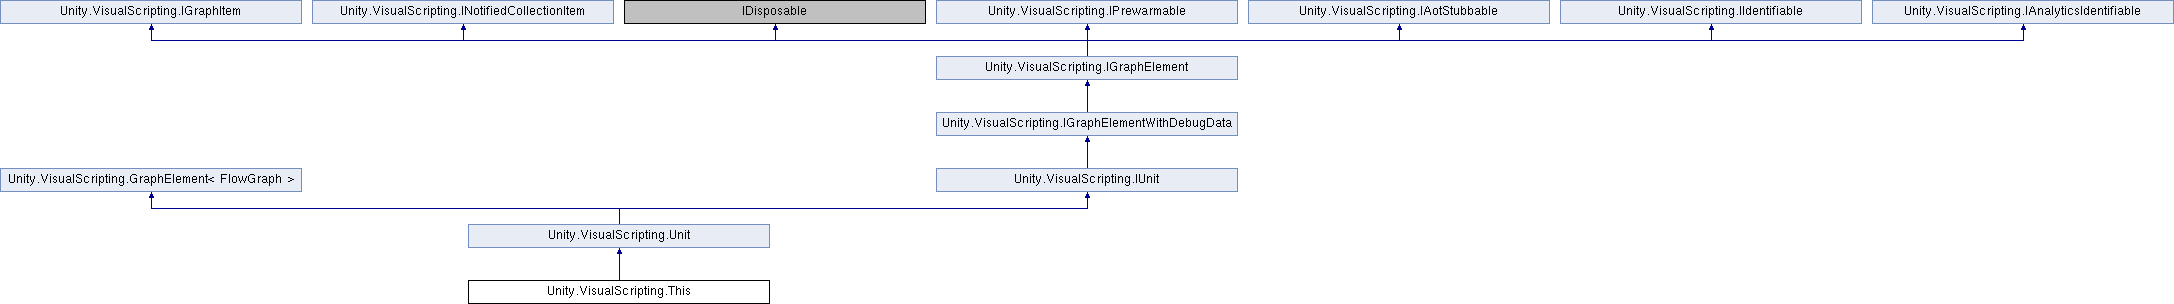 Unity.VisualScripting.IGraphItem
Unity.VisualScripting.INotifiedCollectionItem
IDisposable
Unity.VisualScripting.IPrewarmable
Unity.VisualScripting.IAotStubbable
Unity.VisualScripting.IIdentifiable
Unity.VisualScripting.IAnalyticsIdentifiable
Unity.VisualScripting.IGraphElement
Unity.VisualScripting.IGraphElementWithDebugData
Unity.VisualScripting.GraphElement< FlowGraph >
Unity.VisualScripting.IUnit
Unity.VisualScripting.Unit
Unity.VisualScripting.This